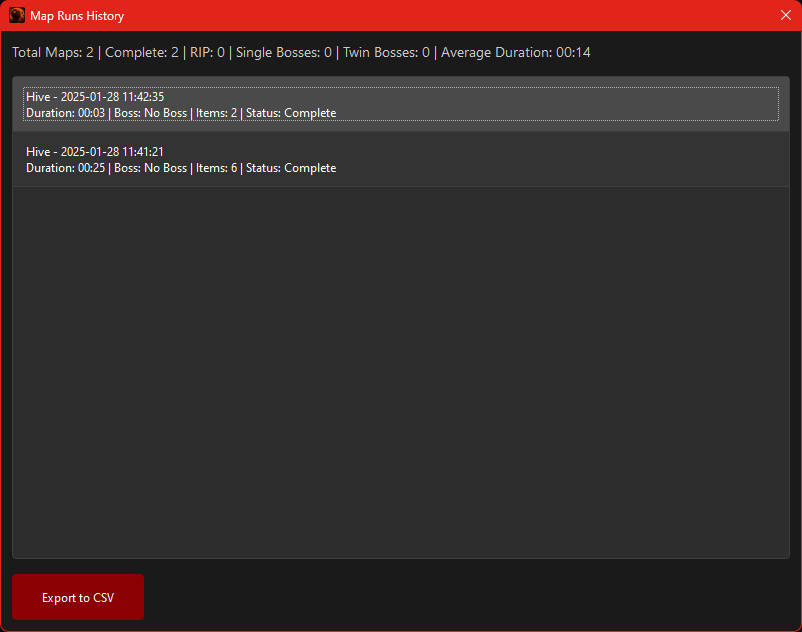 Map Runs History
Total Maps: 2 | Complete: 2 | RIP: 0 | Single Bosses: 0 | Twin Bosses: 0 | Average Duration: 00:14
Hive - 2025-01-28 11:42:35
Duration: 00:03 | Boss: No Boss | Items: 2 | Status: Complete
Hive - 2025-01-28 11:41:21
Duration: 00:25 | Boss: No Boss | Items: 6 | Status: Complete
Export to CSV